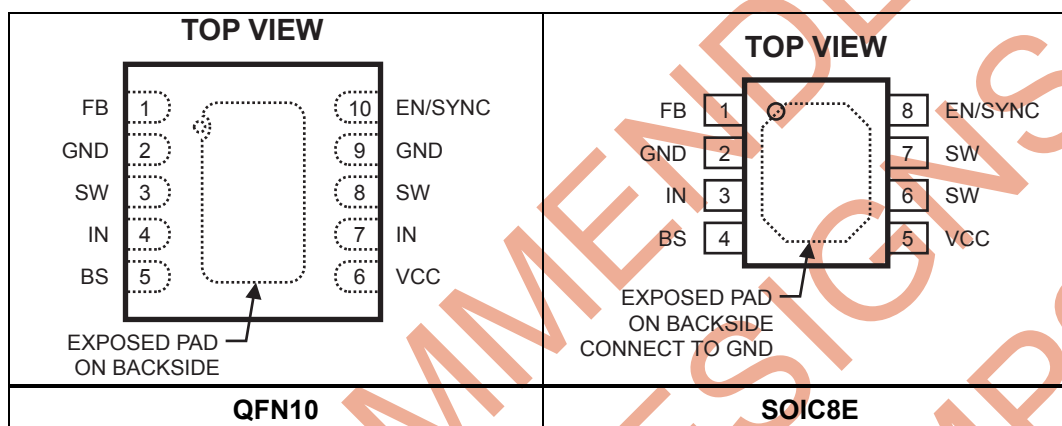 TOP VIEW
FB 1 10 EN/SYNC
GND 2 9 GND
SW 3 8 SW
IN 4 7 IN
BS 5 6 VCC
EXPOSED PAD
ON BACKSIDE
QFN10
TOP VIEW
FB 1 8 EN/SYNC
GND 2 7 SW
IN 3 6 SW
BS 4 5 VCC
EXPOSED PAD
ON BACKSIDE
CONNECT TO GND
SOIC8E